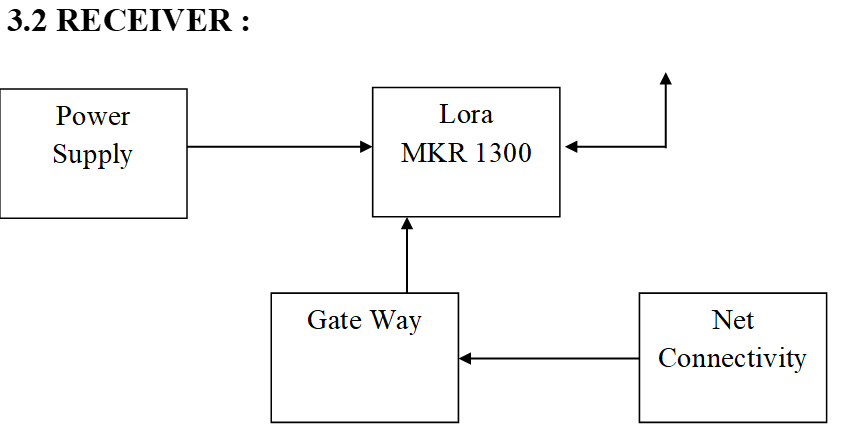 3.2 RECEIVER :
Power
Supply
Lora
MKR 1300
Gate Way
Net
Connectivity